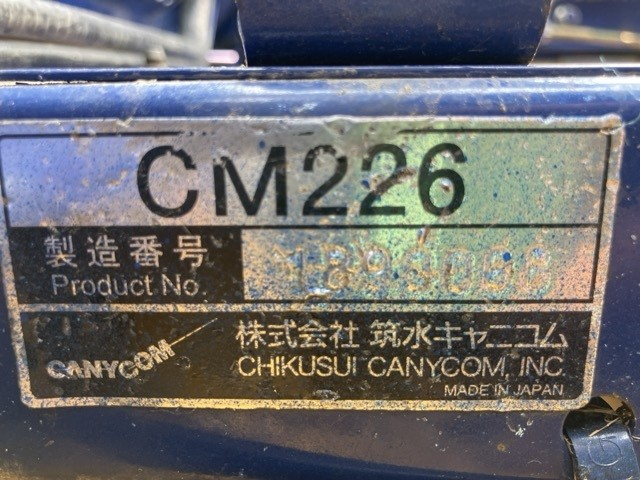 CM226
製造番号
Product No.
CANYCOM
株式会社 筑水キャニコム
CHIKUSUI CANYCOM, INC.
MADE IN JAPAN